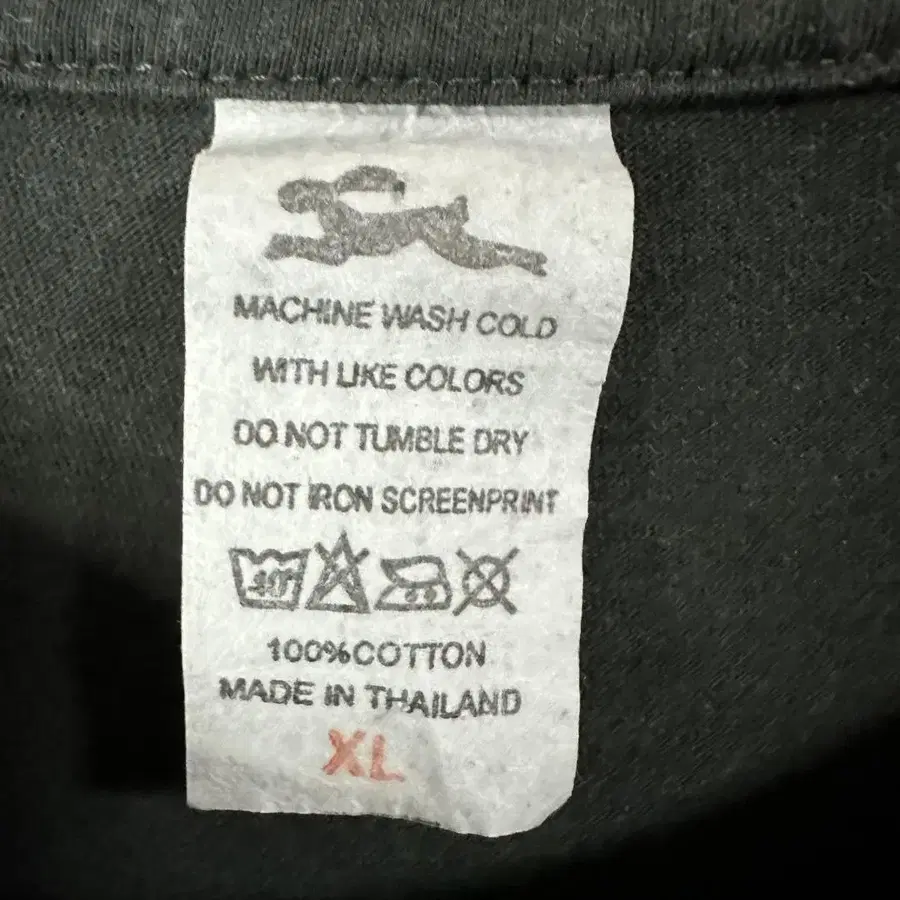 MACHINE WASH COLD
WITH LIKE COLORS
DO NOT TUMBLE DRY
DO NOT IRON SCREENPRINT
40°
100%COTTON
MADE IN THAILAND
XL